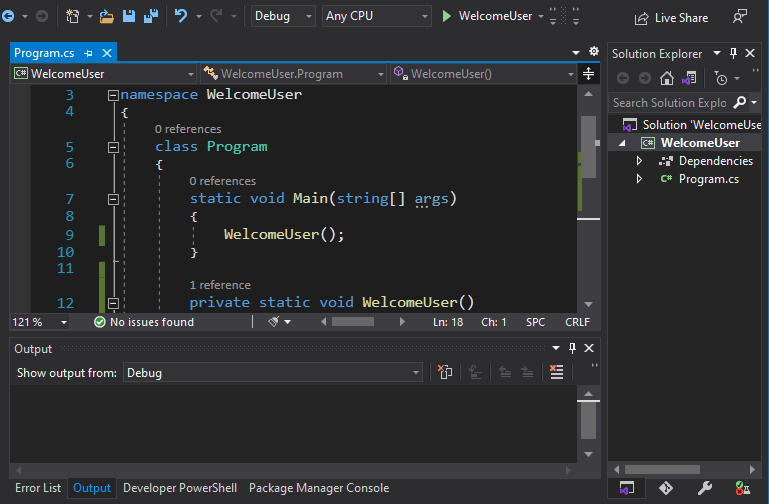 Debug Any CPU WelcomeUser Live Share
Program.cs
C# WelcomeUser WelcomeUser.Program WelcomeUser()
3 namespace WelcomeUser
4 {
0 references
5 class Program
6 {
0 references
7 static void Main(string[] args)
8 {
9 WelcomeUser();
10 }
11
1 reference
12 private static void WelcomeUser()
121 % No issues found Ln: 18 Ch: 1 SPC CRLF
Output
Show output from: Debug
Error List Output Developer PowerShell Package Manager Console
Solution Explorer
Search Solution Explo
Solution 'WelcomeUse
C# WelcomeUser
Dependencies
C# Program.cs